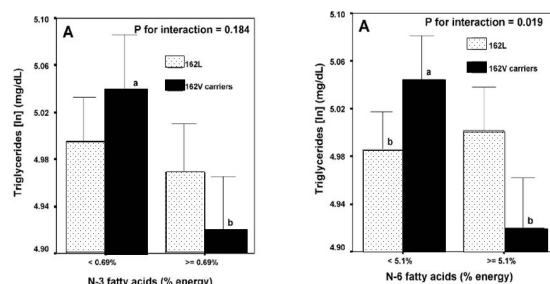 A
P for interaction = 0.184
162L
162V carriers
Triglycerides [ln] (mg/dL)
5.10
5.06
5.02
4.98
4.94
4.90
a
b
< 0.69%
>= 0.69%
N-3 fatty acids (% energy)
P for interaction = 0.019
A
162L
162V carriers
Triglycerides [ln] (mg/dL)
5.10
5.06
5.02
4.98
4.94
4.90
b
a
b
< 5.1%
>= 5.1%
N-6 fatty acids (% energy)